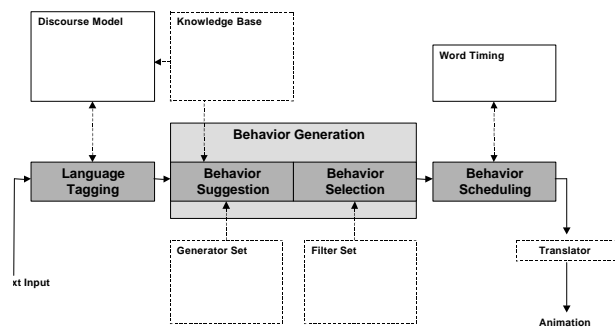 Discourse Model
Knowledge Base
Word Timing
Behavior Generation
Language
Tagging
Behavior
Suggestion
Behavior
Selection
Behavior
Scheduling
Generator Set
Filter Set
Translator
xt Input
Animation